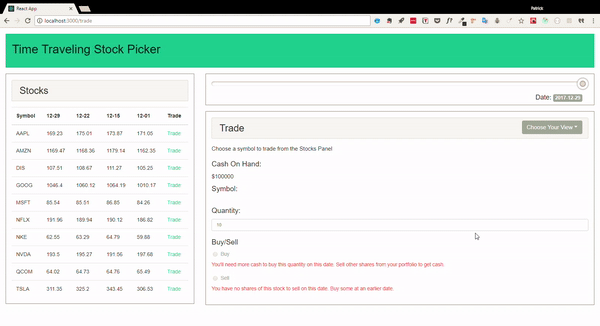 React App
Patrick
localhost:3000/trade
Time Traveling Stock Picker
Stocks
Symbol 12-29 12-22 12-15 12-01 Trade
AAPL 169.23 175.01 173.87 171.05 Trade
AMZN 1169.47 1168.36 1179.14 1162.35 Trade
DIS 107.51 108.67 111.27 105.25 Trade
GOOG 1046.4 1060.12 1064.19 1010.17 Trade
MSFT 85.54 85.51 86.85 84.26 Trade
NFLX 191.96 189.94 190.12 186.82 Trade
NKE 62.55 63.29 64.79 59.88 Trade
NVDA 193.5 195.27 191.56 197.68 Trade
QCOM 64.02 64.73 64.76 65.49 Trade
TSLA 311.35 325.2 343.45 306.53 Trade
Date: 2017-12-29
Trade
Choose Your View
Choose a symbol to trade from the Stocks Panel
Cash On Hand:
$100000
Symbol:
Quantity:
10
Buy/Sell
Buy
You'll need more cash to buy this quantity on this date. Sell other shares from your portfolio to get cash.
Sell
You have no shares of this stock to sell on this date. Buy some at an earlier date.